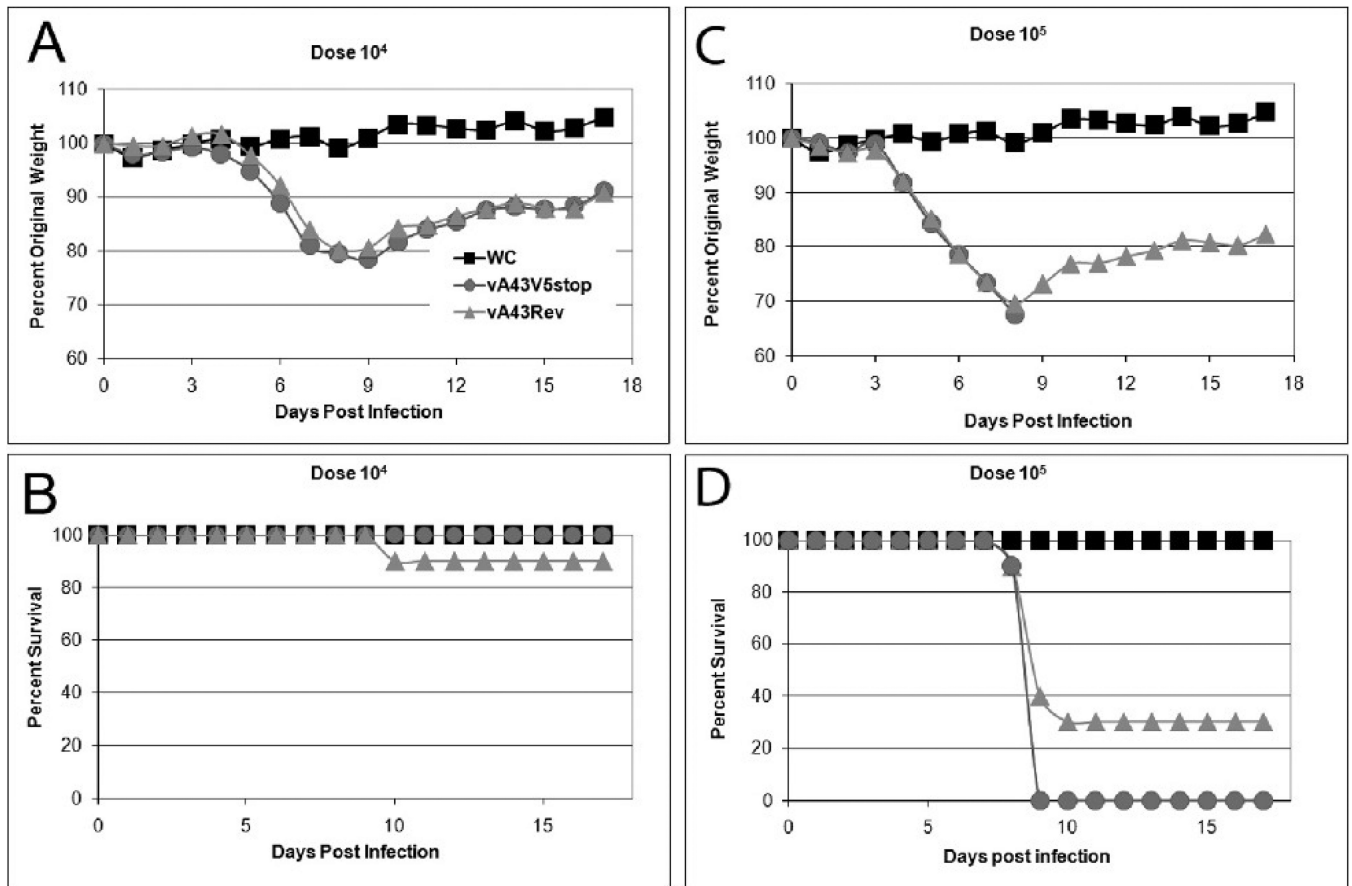 A
Dose 10⁴
Percent Original Weight
110
100
90
80
70
60
WC
vA43V5stop
vA43Rev
0 3 6 9 12 15 18
Days Post Infection
C
Dose 10⁵
Percent Original Weight
110
100
90
80
70
60
0 3 6 9 12 15 18
Days Post Infection
B
Dose 10⁴
Percent Survival
100
80
60
40
20
0
0 5 10 15
Days Post Infection
D
Dose 10⁵
Percent Survival
100
80
60
40
20
0
0 5 10 15
Days post infection